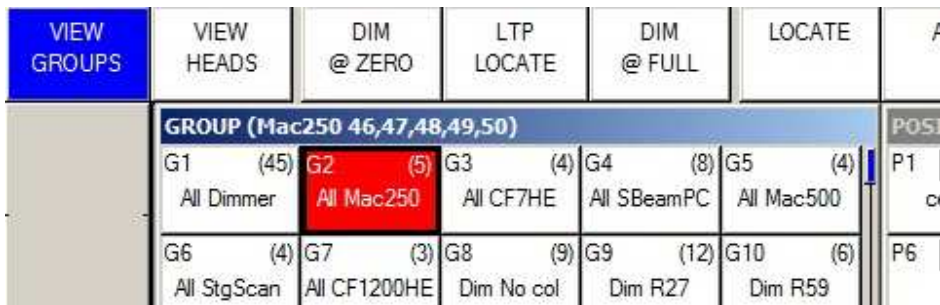 VIEW GROUPS
VIEW HEADS
DIM @ ZERO
LTP LOCATE
DIM @ FULL
LOCATE
GROUP (Mac250 46,47,48,49,50)
G1 (45) G2 (5) G3 (4) G4 (8) G5 (4) P1
All Dimmer All Mac250 All CF7HE All SBeamPC All Mac500
G6 (4) G7 (3) G8 (9) G9 (12) G10 (6) P6
All StgScan All CF1200HE Dim No col Dim R27 Dim R59